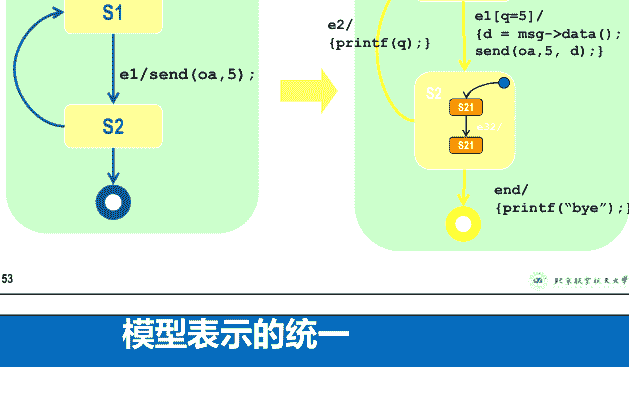 S1
e1/send(oa,5);
S2
e2/
{printf(q);}
e1[q=5]/
{d = msg->data();
send(oa,5, d);}
S2
S21
S21
end/
{printf(“bye”);}
53
模型表示的统一